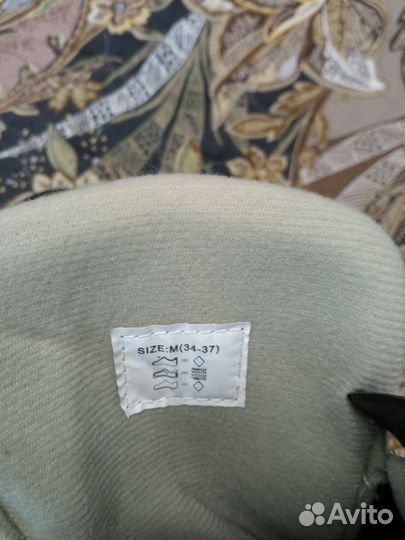 SIZE:M(34-37)
=
=
=
Avito